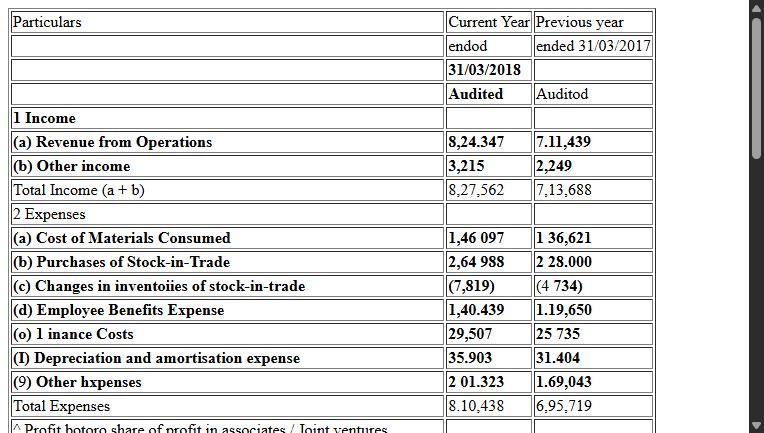 Particulars Current Year Previous year
endod ended 31/03/2017
31/03/2018
Audited Auditod
1 Income
(a) Revenue from Operations 8,24.347 7.11,439
(b) Other income 3,215 2,249
Total Income (a + b) 8,27,562 7,13,688
2 Expenses
(a) Cost of Materials Consumed 1,46 097 1 36,621
(b) Purchases of Stock-in-Trade 2,64 988 2 28.000
(c) Changes in inventoiies of stock-in-trade (7,819) (4 734)
(d) Employee Benefits Expense 1,40.439 1.19,650
(o) 1 inance Costs 29,507 25 735
(I) Depreciation and amortisation expense 35.903 31.404
(9) Other hxpenses 2 01.323 1.69,043
Total Expenses 8.10,438 6,95,719
^ Profit botoro share of profit in associates / Joint ventures